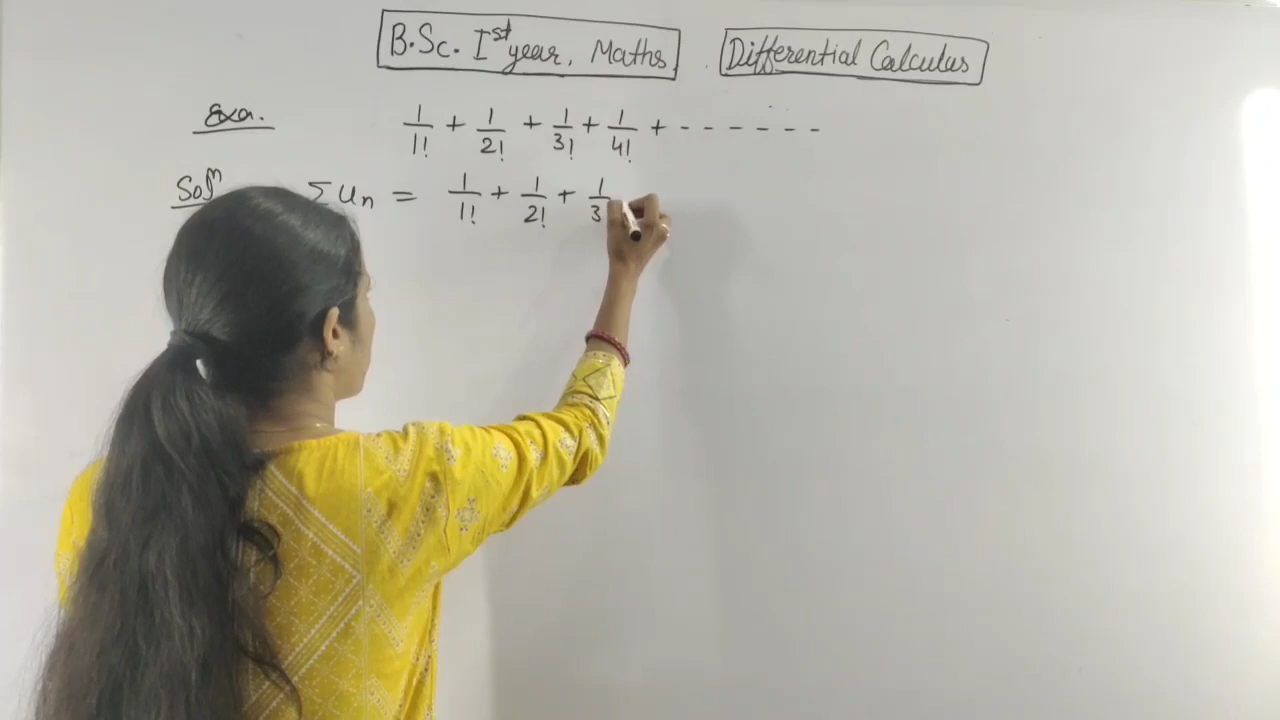 B.Sc. Ist year, Maths. Differential Calculus
Exa. 1/1! + 1/2! + 1/3! + 1/4! + - - - - - -
Soln Σ un = 1/1! + 1/2! + 1/3